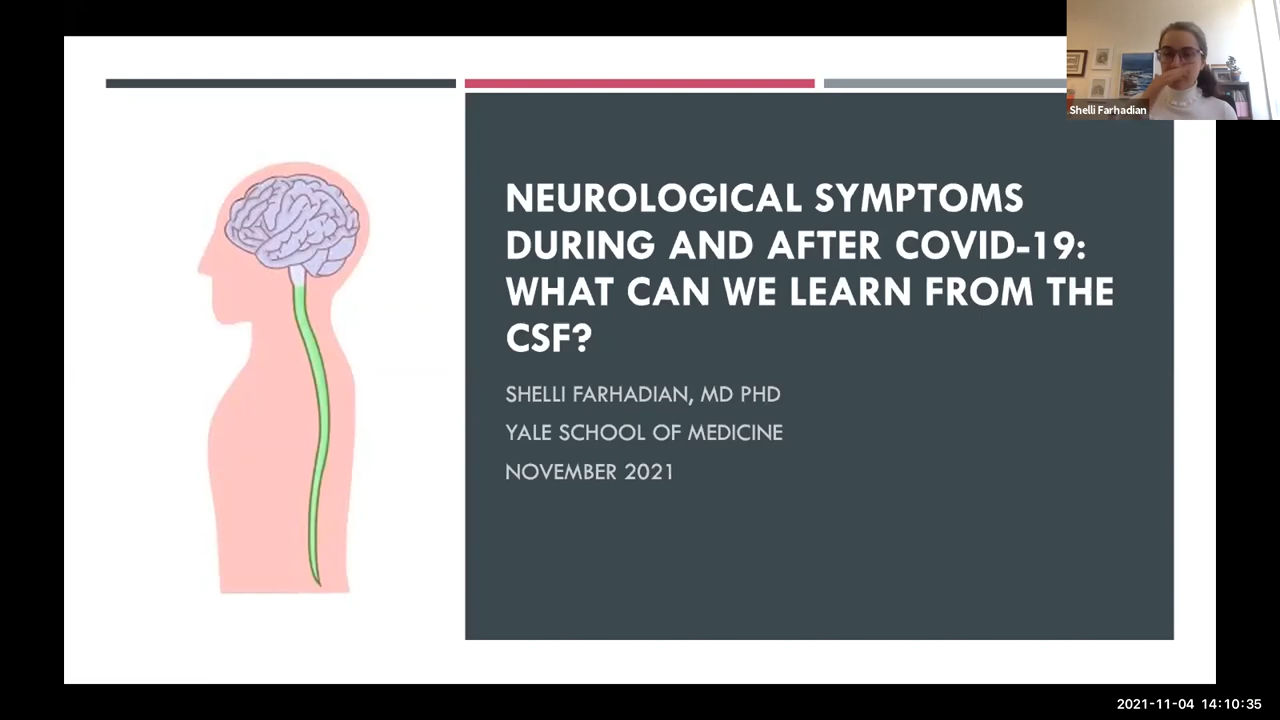 Shelli Farhadian
NEUROLOGICAL SYMPTOMS
DURING AND AFTER COVID-19:
WHAT CAN WE LEARN FROM THE
CSF?
SHELLI FARHADIAN, MD PHD
YALE SCHOOL OF MEDICINE
NOVEMBER 2021
2021-11-04 14:10:35